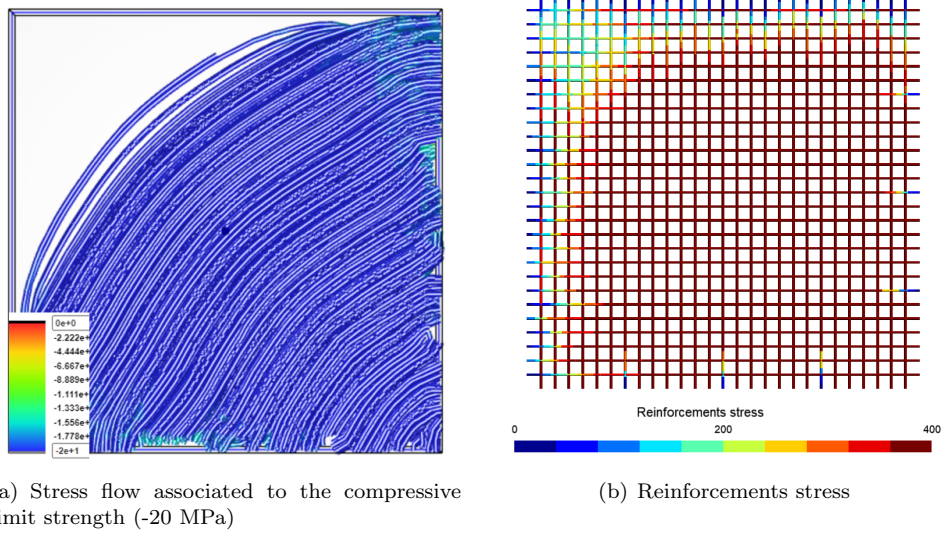 0e+0
-2.222e+
-4.444e+
-6.667e+
-8.889e+
-1.111e+
-1.333e+
-1.556e+
-1.778e+
-2e+1
Reinforcements stress
0 200 400
a) Stress flow associated to the compressive
imit strength (-20 MPa)
(b) Reinforcements stress